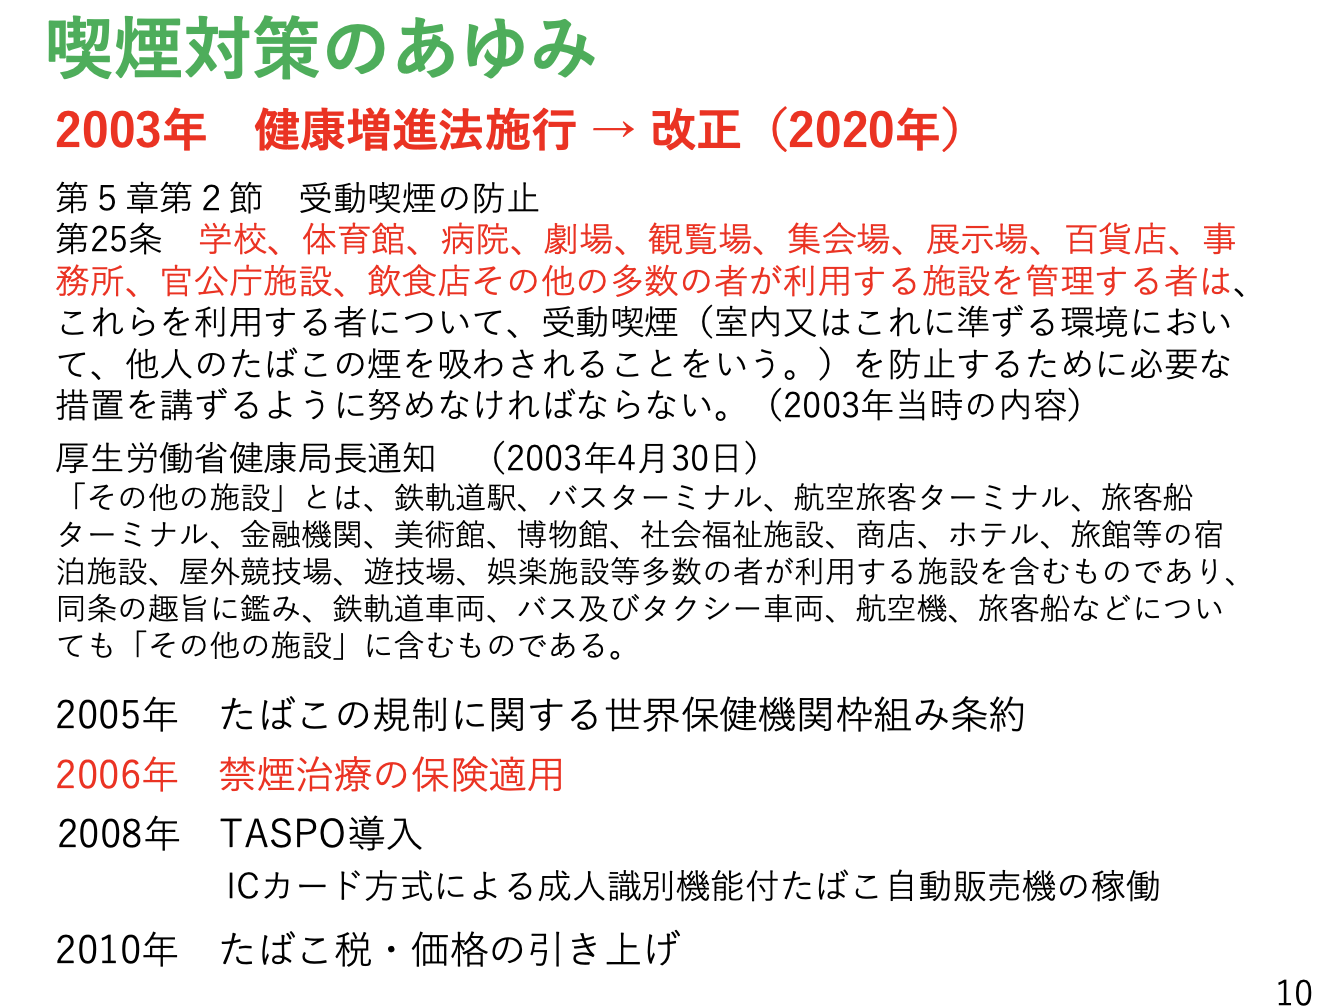 喫煙対策のあゆみ
2003年　健康増進法施行 → 改正（2020年）
第５章第２節　受動喫煙の防止
第25条　学校、体育館、病院、劇場、観覧場、集会場、展示場、百貨店、事
務所、官公庁施設、飲食店その他の多数の者が利用する施設を管理する者は、
これらを利用する者について、受動喫煙（室内又はこれに準ずる環境におい
て、他人のたばこの煙を吸わされることをいう。）を防止するために必要な
措置を講ずるように努めなければならない。（2003年当時の内容）
厚生労働省健康局長通知　（2003年4月30日）
「その他の施設」とは、鉄軌道駅、バスターミナル、航空旅客ターミナル、旅客船
ターミナル、金融機関、美術館、博物館、社会福祉施設、商店、ホテル、旅館等の宿
泊施設、屋外競技場、遊技場、娯楽施設等多数の者が利用する施設を含むものであり、
同条の趣旨に鑑み、鉄軌道車両、バス及びタクシー車両、航空機、旅客船などについ
ても「その他の施設」に含むものである。
2005年　たばこの規制に関する世界保健機関枠組み条約
2006年　禁煙治療の保険適用
2008年　TASPO導入
ICカード方式による成人識別機能付たばこ自動販売機の稼働
2010年　たばこ税・価格の引き上げ
10